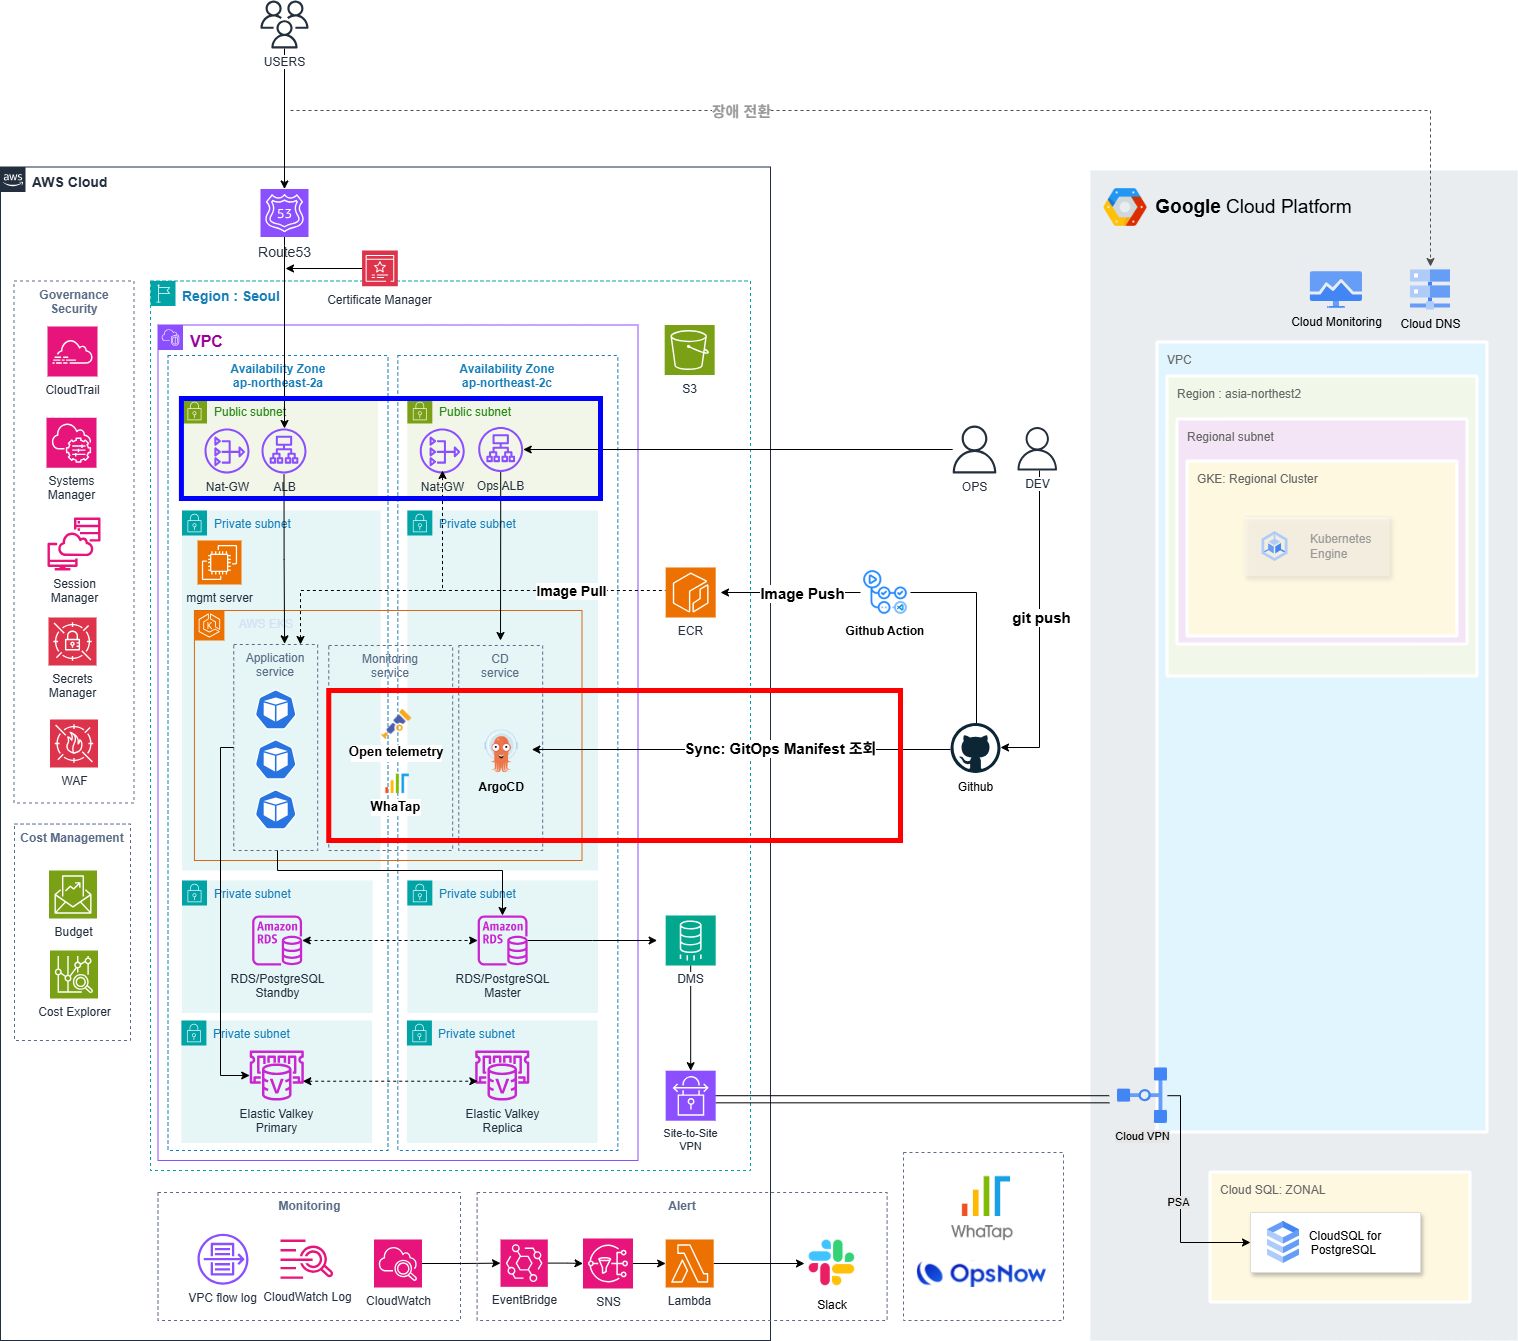 USERS
장애 전환
aws
AWS Cloud
53
Route53
Certificate Manager
Google Cloud Platform
Cloud Monitoring
Cloud DNS
Governance
Security
CloudTrail
Systems
Manager
Session
Manager
Secrets
Manager
WAF
Cost Management
Budget
Cost Explorer
Region : Seoul
VPC
Availability Zone
ap-northeast-2a
Availability Zone
ap-northeast-2c
S3
Public subnet
Public subnet
Nat-GW
ALB
Nat-GW
Ops ALB
OPS
DEV
Private subnet
Private subnet
mgmt server
Image Pull
ECR
Image Push
Github Action
git push
AWS EKS
Application
service
Monitoring
service
CD
service
Open telemetry
WhaTap
ArgoCD
Sync: GitOps Manifest 조회
Github
Private subnet
Private subnet
Amazon
RDS
Amazon
RDS
RDS/PostgreSQL
Standby
RDS/PostgreSQL
Master
DMS
Private subnet
Private subnet
V
V
Elastic Valkey
Primary
Elastic Valkey
Replica
Site-to-Site
VPN
VPC
Region : asia-northest2
Regional subnet
GKE: Regional Cluster
Kubernetes
Engine
Cloud VPN
PSA
Cloud SQL: ZONAL
CloudSQL for
PostgreSQL
Monitoring
VPC flow log
CloudWatch Log
CloudWatch
Alert
EventBridge
SNS
Lambda
Slack
WhaTap
OpsNow